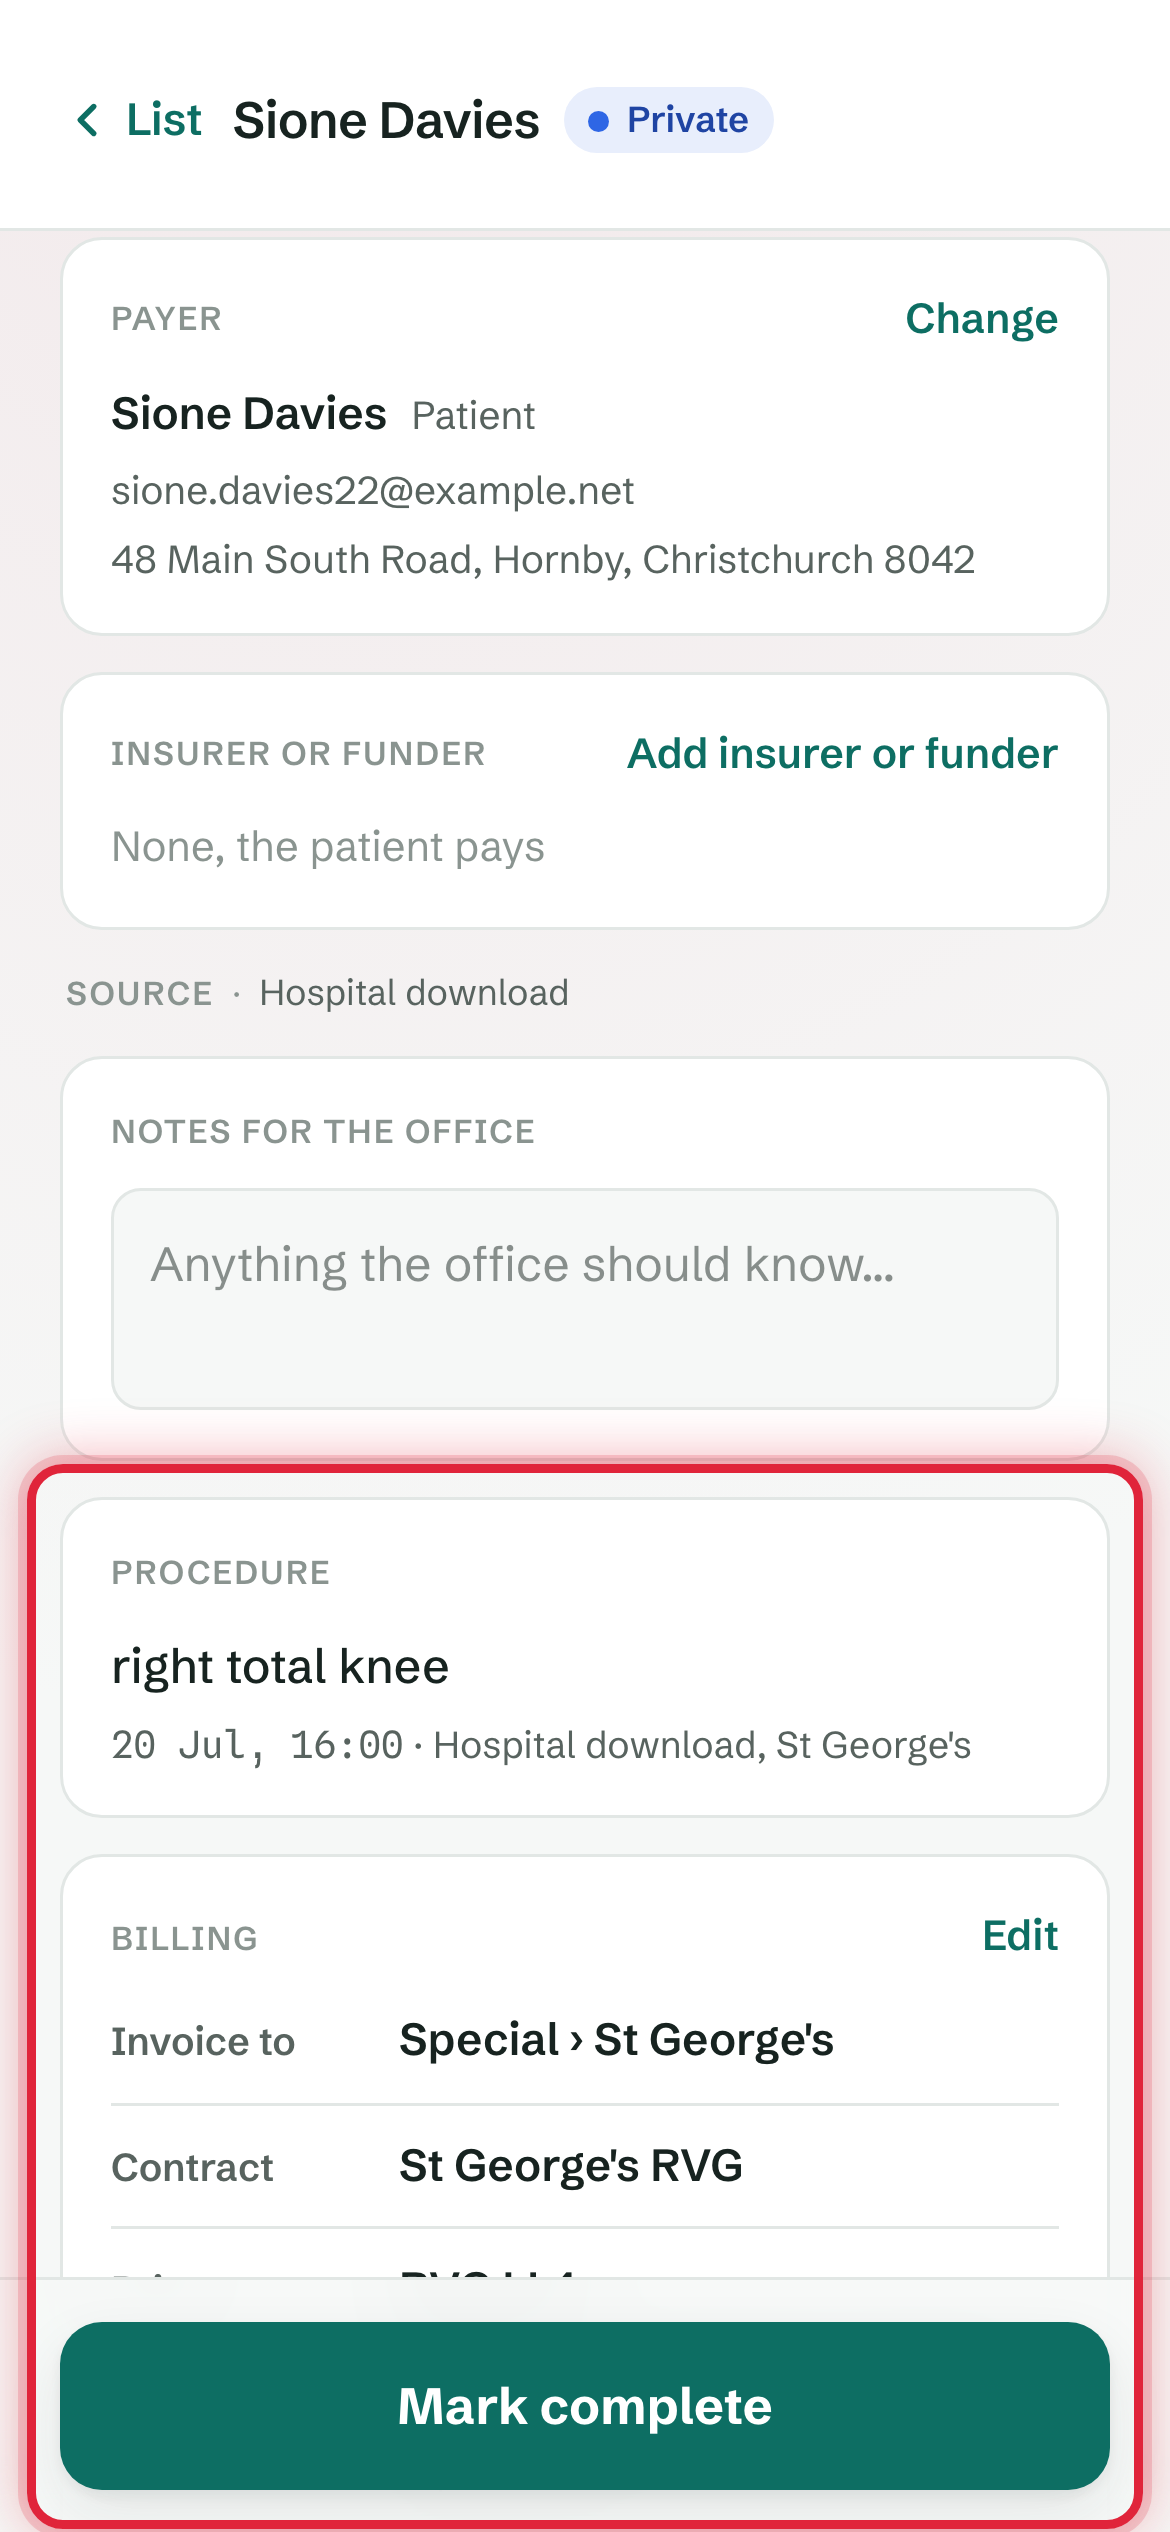 List Sione Davies Private
PAYER Change
Sione Davies Patient
sione.davies22@example.net
48 Main South Road, Hornby, Christchurch 8042
INSURER OR FUNDER Add insurer or funder
None, the patient pays
SOURCE · Hospital download
NOTES FOR THE OFFICE
Anything the office should know...
PROCEDURE
right total knee
20 Jul, 16:00 · Hospital download, St George's
BILLING Edit
Invoice to Special › St George's
Contract St George's RVG
Mark complete